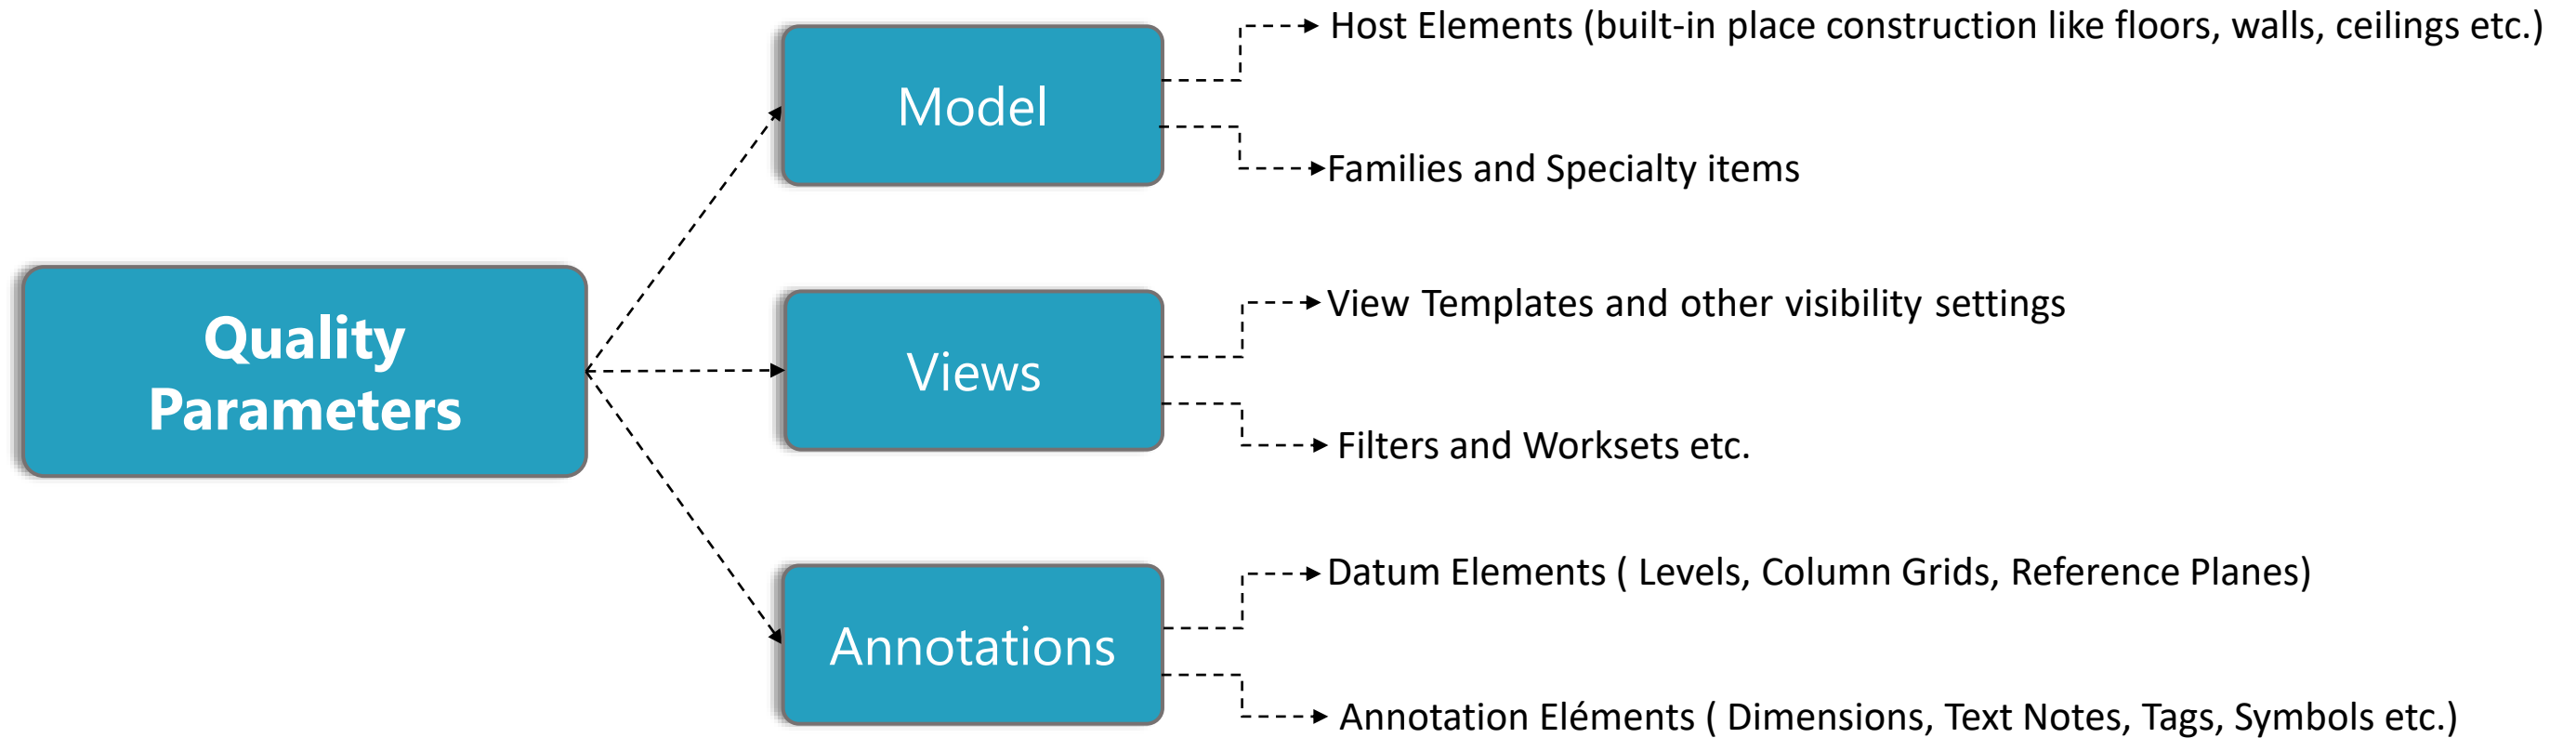 Quality
Parameters
Model
Host Elements (built-in place construction like floors, walls, ceilings etc.)
Families and Specialty items
Views
View Templates and other visibility settings
Filters and Worksets etc.
Annotations
Datum Elements ( Levels, Column Grids, Reference Planes)
Annotation Eléments ( Dimensions, Text Notes, Tags, Symbols etc.)